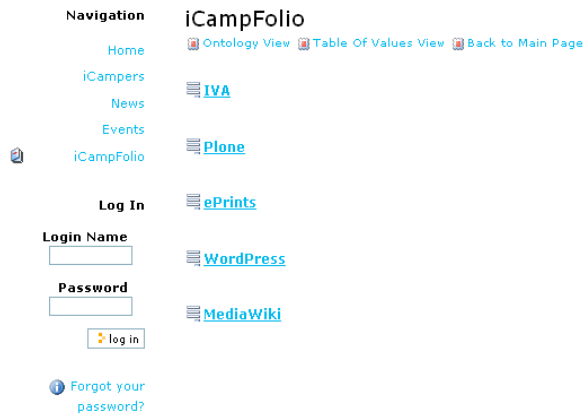 Navigation
Home
iCampers
News
Events
iCampFolio
Log In
Login Name
Password
log in
Forgot your
password?
iCampFolio
Ontology View Table Of Values View Back to Main Page
IVA
Plone
ePrints
WordPress
MediaWiki